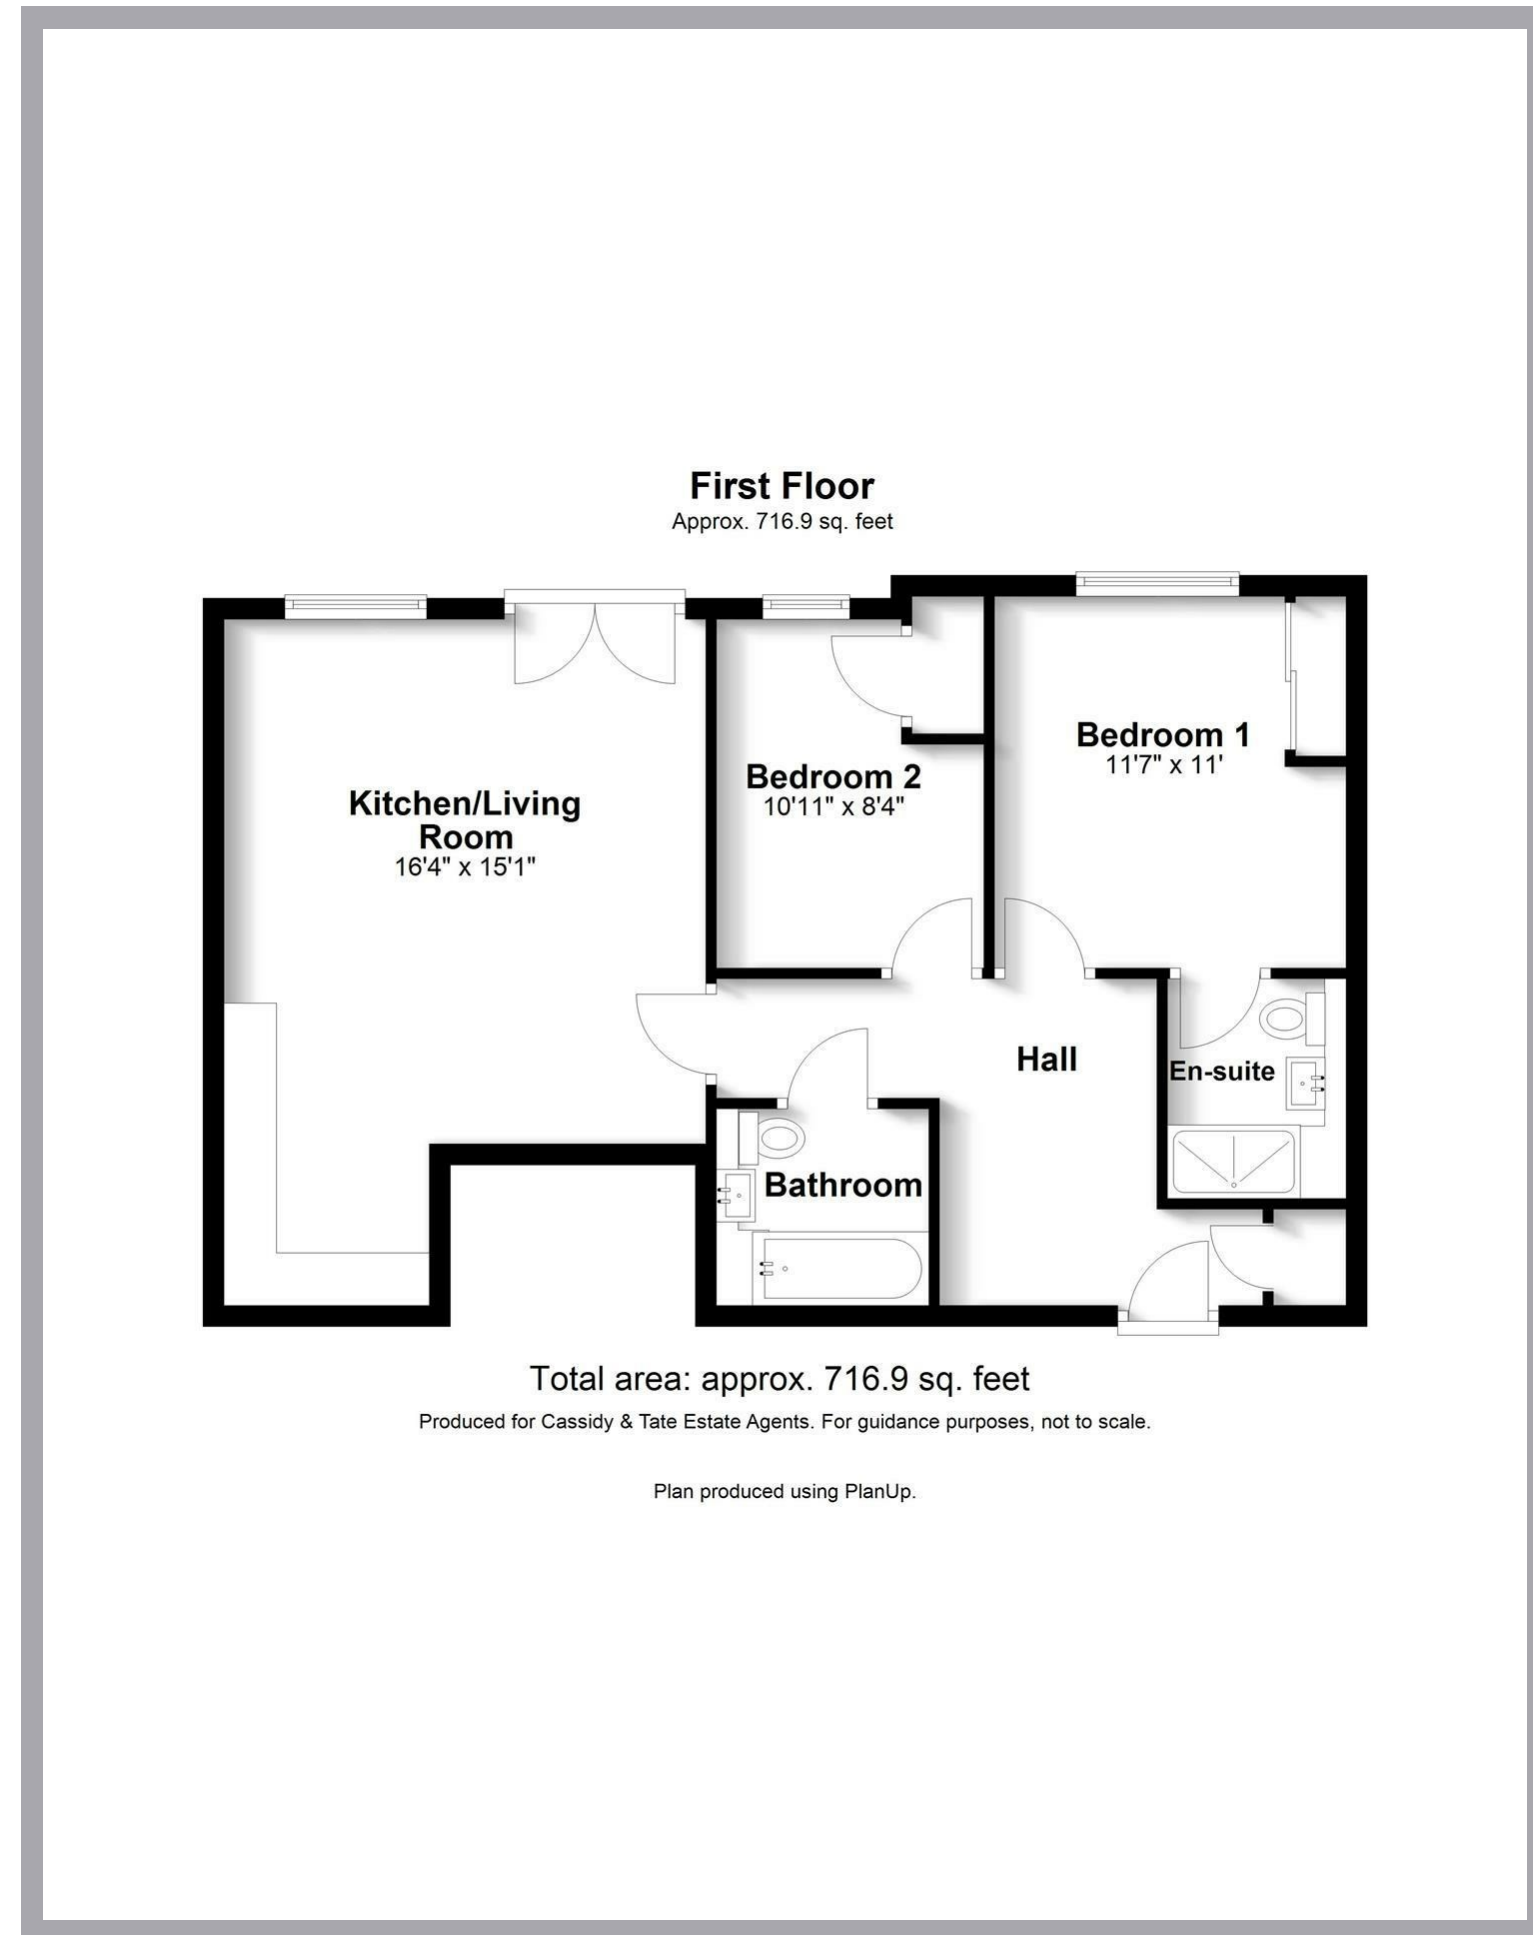 First Floor
Approx. 716.9 sq. feet
Bedroom 1
11'7" x 11'
Bedroom 2
10'11" x 8'4"
Kitchen/Living
Room
16'4" x 15'1"
Hall
En-suite
Bathroom
Total area: approx. 716.9 sq. feet
Produced for Cassidy & Tate Estate Agents. For guidance purposes, not to scale.
Plan produced using PlanUp.